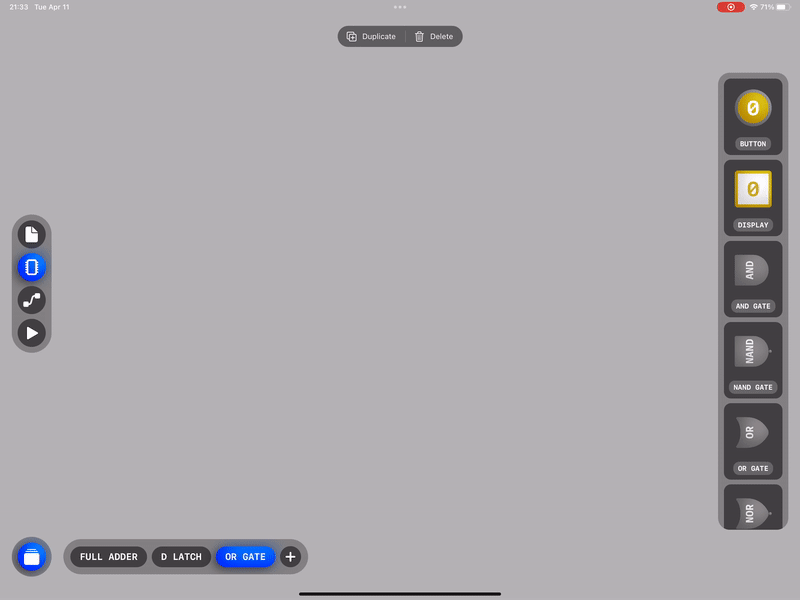 21:33 Tue Apr 11
71%
Duplicate Delete
0
BUTTON
0
DISPLAY
AND
AND GATE
NAND
NAND GATE
OR
OR GATE
NOR
FULL ADDER D LATCH OR GATE +